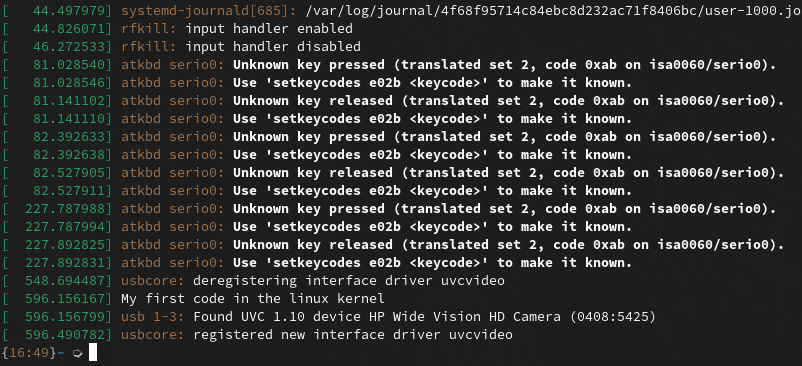 [   44.497979] systemd-journald[685]: /var/log/journal/4f68f95714c84ebc8d232ac71f8406bc/user-1000.jo
[   44.826071] rfkill: input handler enabled
[   46.272533] rfkill: input handler disabled
[   81.028540] atkbd serio0: Unknown key pressed (translated set 2, code 0xab on isa0060/serio0).
[   81.028546] atkbd serio0: Use 'setkeycodes e02b <keycode>' to make it known.
[   81.141102] atkbd serio0: Unknown key released (translated set 2, code 0xab on isa0060/serio0).
[   81.141110] atkbd serio0: Use 'setkeycodes e02b <keycode>' to make it known.
[   82.392633] atkbd serio0: Unknown key pressed (translated set 2, code 0xab on isa0060/serio0).
[   82.392638] atkbd serio0: Use 'setkeycodes e02b <keycode>' to make it known.
[   82.527905] atkbd serio0: Unknown key released (translated set 2, code 0xab on isa0060/serio0).
[   82.527911] atkbd serio0: Use 'setkeycodes e02b <keycode>' to make it known.
[  227.787988] atkbd serio0: Unknown key pressed (translated set 2, code 0xab on isa0060/serio0).
[  227.787994] atkbd serio0: Use 'setkeycodes e02b <keycode>' to make it known.
[  227.892825] atkbd serio0: Unknown key released (translated set 2, code 0xab on isa0060/serio0).
[  227.892831] atkbd serio0: Use 'setkeycodes e02b <keycode>' to make it known.
[  548.694487] usbcore: deregistering interface driver uvcvideo
[  596.156167] My first code in the linux kernel
[  596.156799] usb 1-3: Found UVC 1.10 device HP Wide Vision HD Camera (0408:5425)
[  596.490782] usbcore: registered new interface driver uvcvideo
{16:49}~ ➭